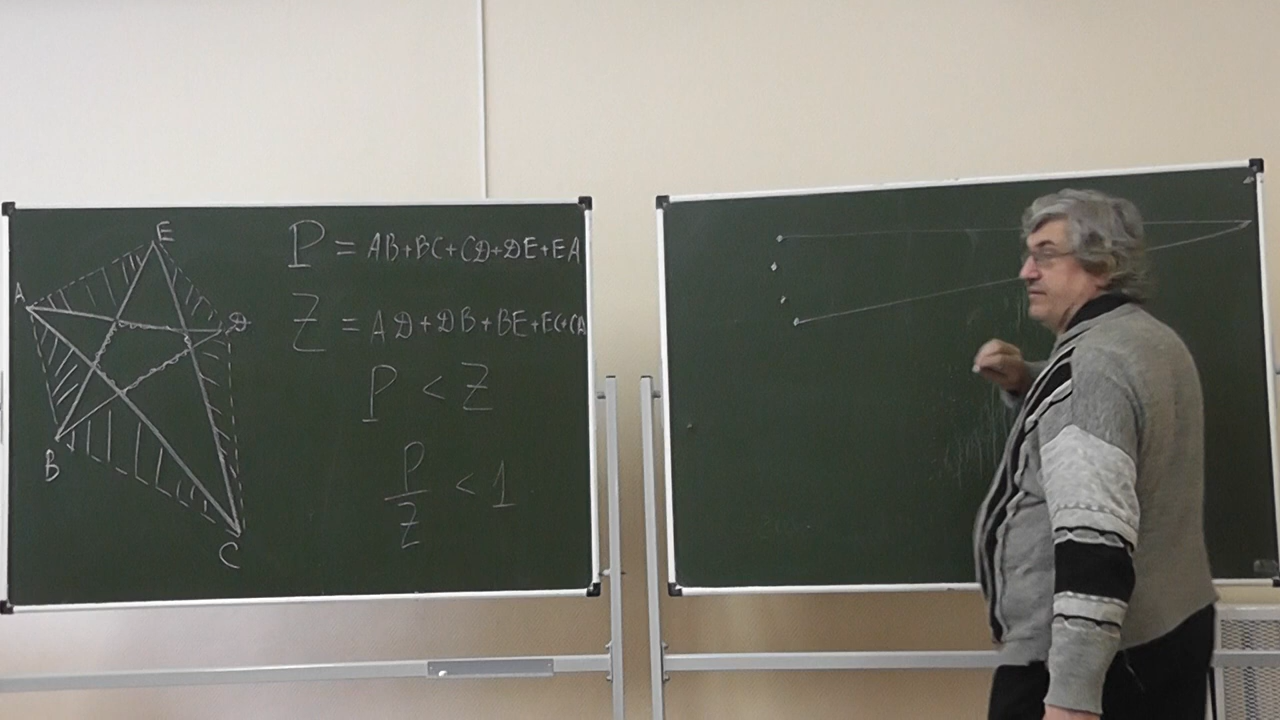 E
A
D
B
C
P = AB+BC+CD+DE+EA
Z = AD+DB+BE+EC+CA
P < Z
P
Z
< 1